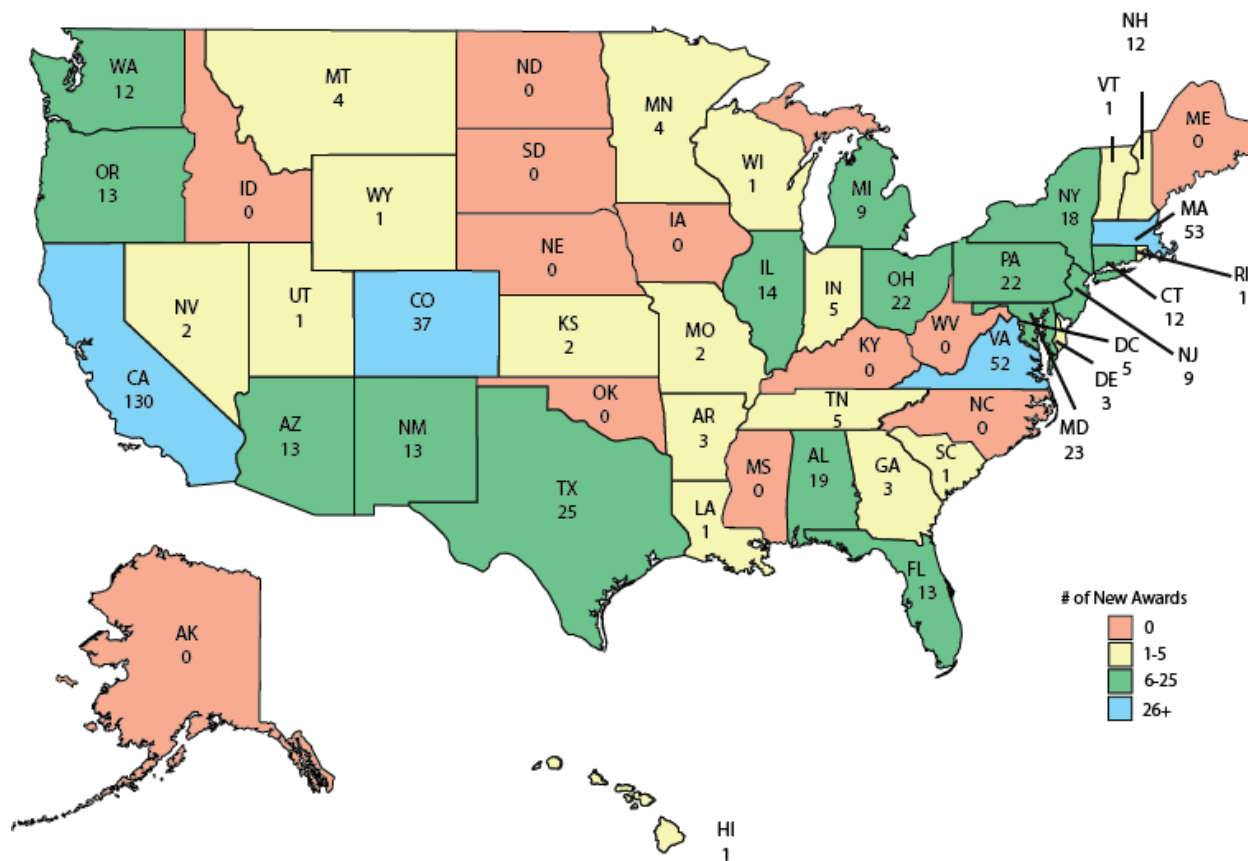 NH
12
VT
1
WA
12
MT
4
ND
0
MN
4
ME
0
OR
13
ID
0
SD
0
WI
1
MI
9
NY
18
MA
53
WY
1
IA
0
NE
0
PA
22
RI
1
CT
12
NJ
9
NV
2
UT
1
CO
37
IL
14
IN
5
OH
22
WV
0
DC
5
DE
3
MD
23
KS
2
MO
2
KY
0
VA
52
CA
130
AZ
13
NM
13
OK
0
AR
3
TN
5
NC
0
SC
1
MS
0
AL
19
GA
3
TX
25
LA
1
FL
13
AK
0
HI
1
# of New Awards
0
1-5
6-25
26+